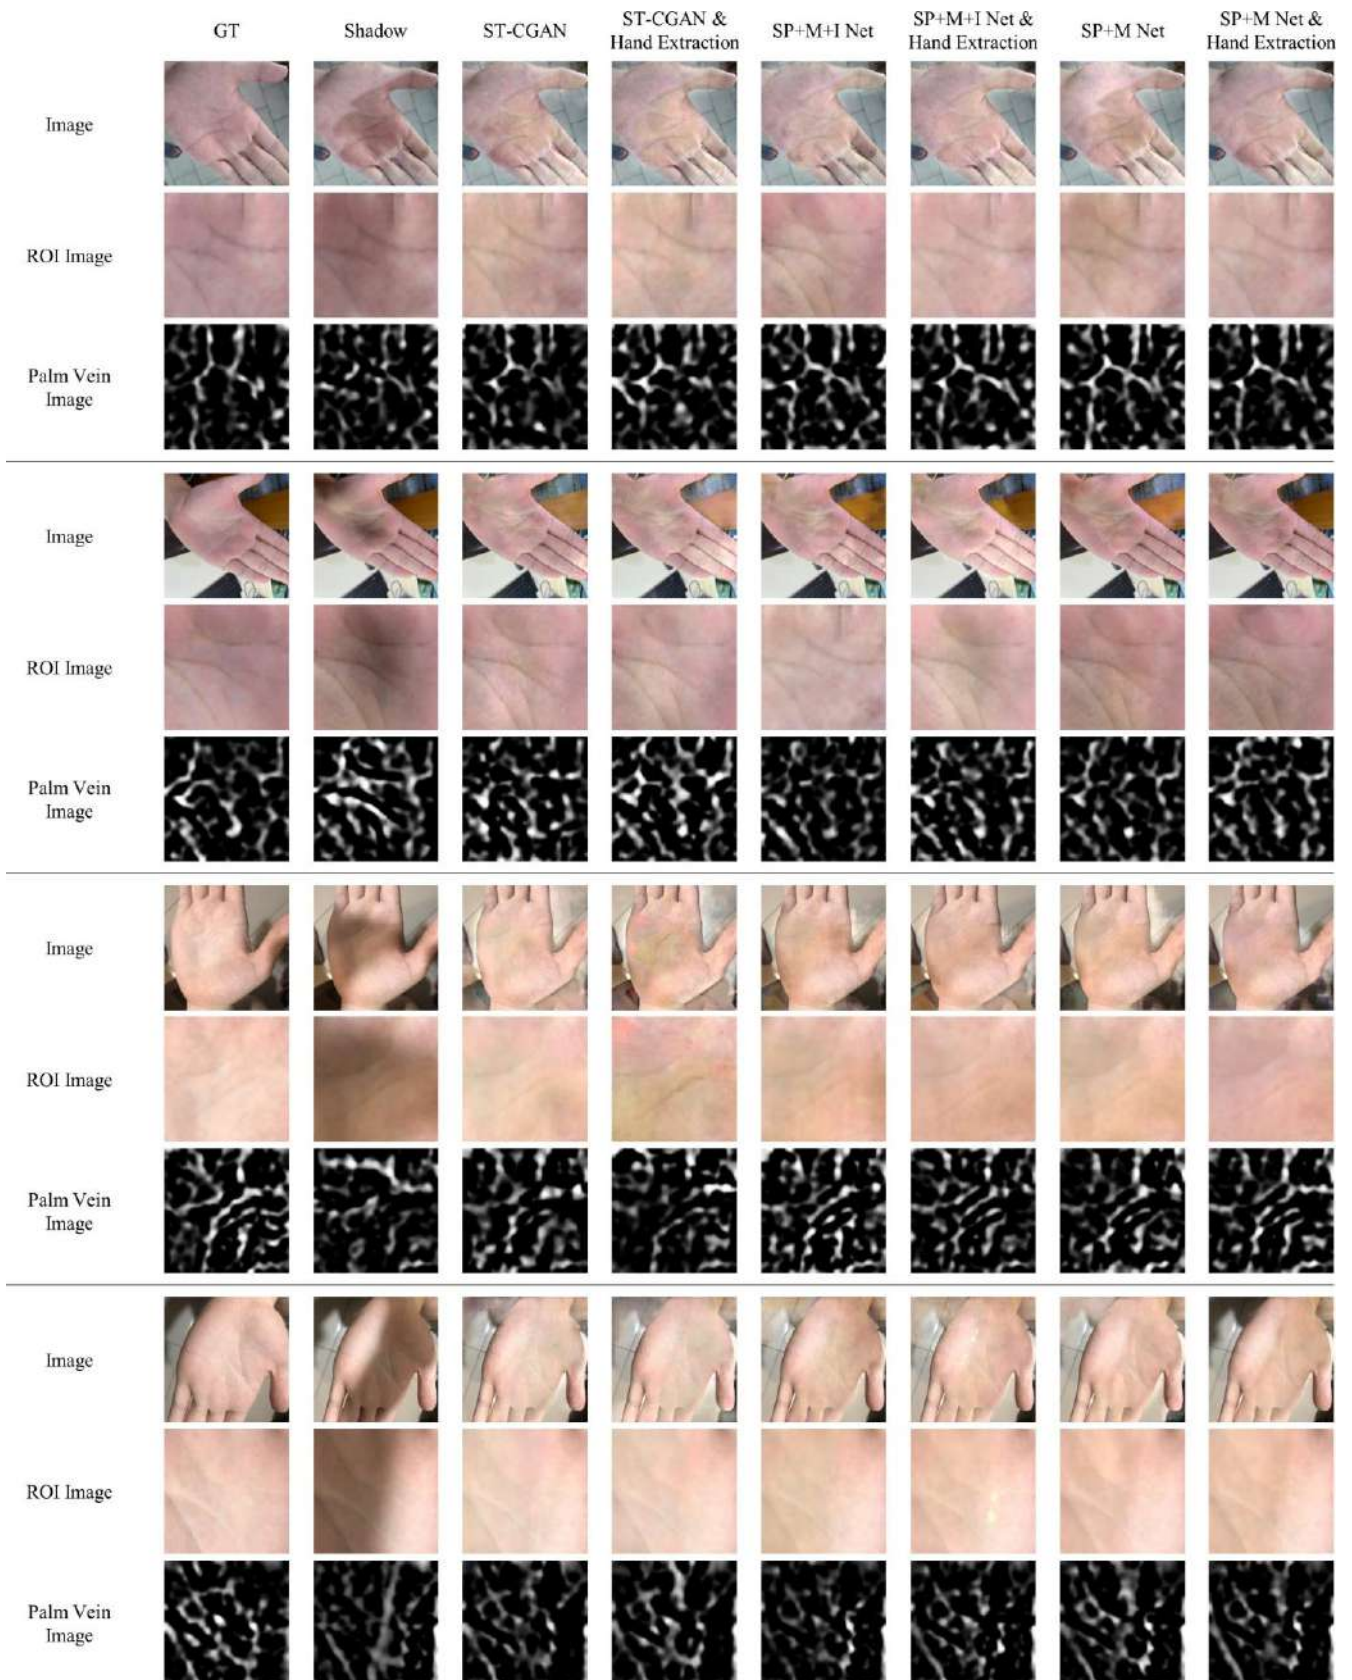 GT Shadow ST-CGAN ST-CGAN & Hand Extraction SP+M+I Net SP+M+I Net & Hand Extraction SP+M Net SP+M Net & Hand Extraction
Image
ROI Image
Palm Vein
Image
Image
ROI Image
Palm Vein
Image
Image
ROI Image
Palm Vein
Image
Image
ROI Image
Palm Vein
Image